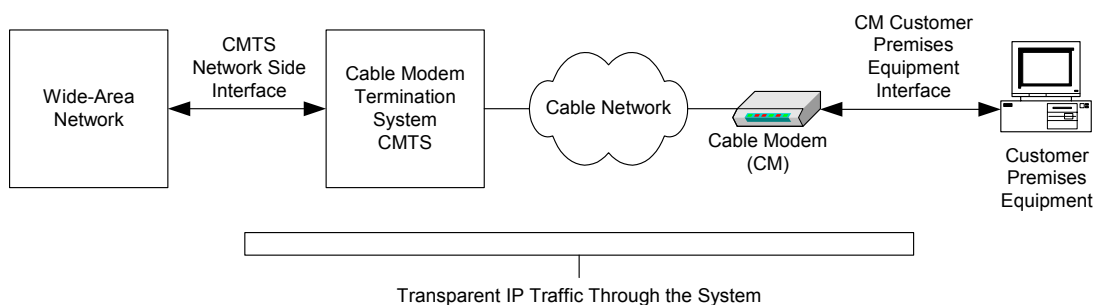 Wide-Area
Network
CMTS
Network Side
Interface
Cable Modem
Termination
System
CMTS
Cable Network
Cable Modem
(CM)
CM Customer
Premises
Equipment
Interface
Customer
Premises
Equipment
Transparent IP Traffic Through the System